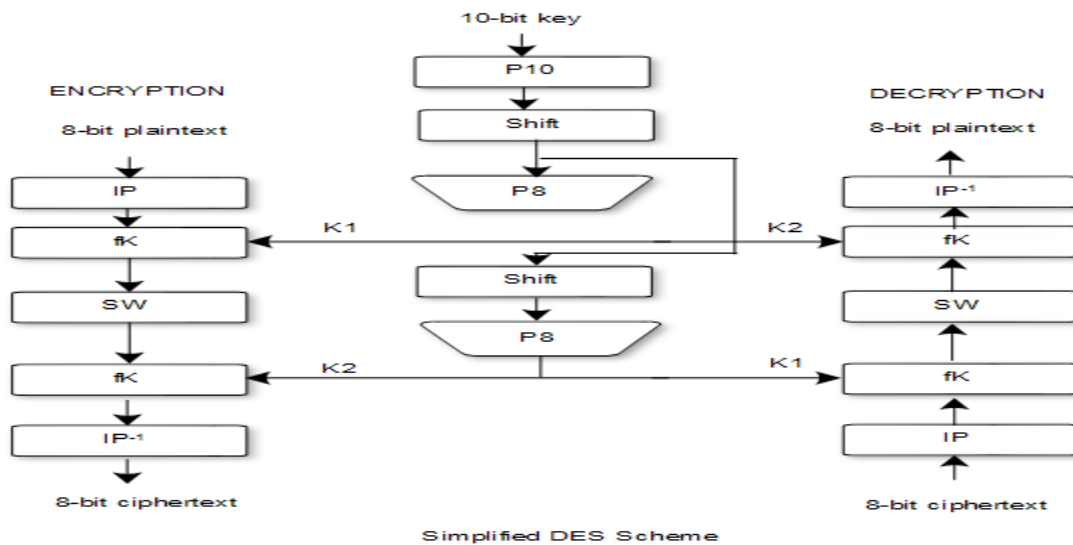 10-bit key
P10
ENCRYPTION
DECRYPTION
8-bit plaintext
Shift
8-bit plaintext
IP
P8
IP-1
fK
K1
K2
fK
Shift
SW
SW
P8
fK
K2
K1
fK
IP-1
IP
8-bit ciphertext
8-bit ciphertext
Simplified DES Scheme